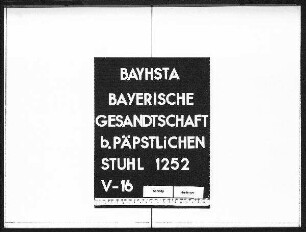 BAYHSTA
BAYERISCHE
GESANDTSCHAFT
b. PÄPSTLiCHEN
STUHL 1252
V-16